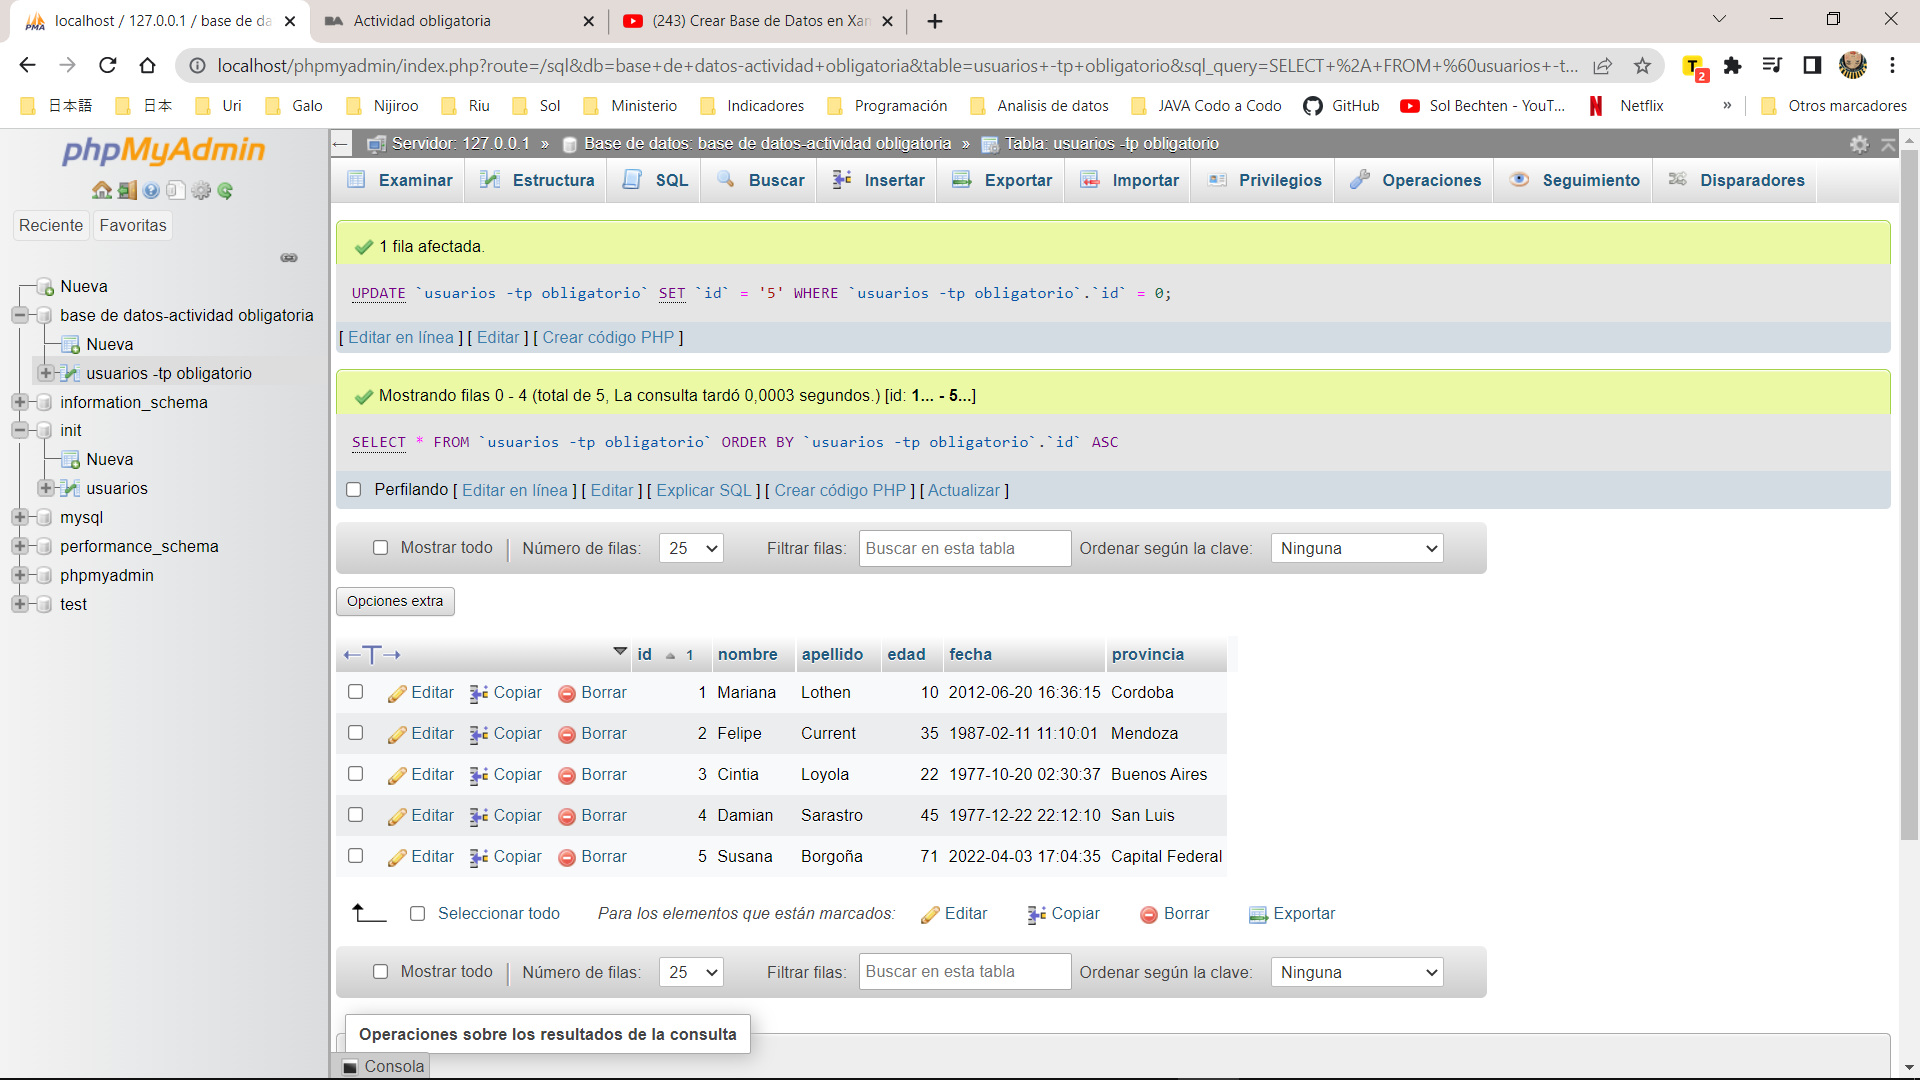 localhost / 127.0.0.1 / base de da
Actividad obligatoria
(243) Crear Base de Datos en Xan
localhost/phpmyadmin/index.php?route=/sql&db=base+de+datos-actividad+obligatoria&table=usuarios+-tp+obligatorio&sql_query=SELECT+%2A+FROM+%60usuarios+-t...
T 2
日本語 日本 Uri Galo Nijiroo Riu Sol Ministerio Indicadores Programación Analisis de datos JAVA Codo a Codo GitHub Sol Bechten - YouT... Netflix » Otros marcadores
phpMyAdmin
Reciente Favoritas
Nueva
base de datos-actividad obligatoria
Nueva
usuarios -tp obligatorio
information_schema
init
Nueva
usuarios
mysql
performance_schema
phpmyadmin
test
Servidor: 127.0.0.1 » Base de datos: base de datos-actividad obligatoria » Tabla: usuarios -tp obligatorio
Examinar Estructura SQL Buscar Insertar Exportar Importar Privilegios Operaciones Seguimiento Disparadores
1 fila afectada.
UPDATE `usuarios -tp obligatorio` SET `id` = '5' WHERE `usuarios -tp obligatorio`.`id` = 0;
[ Editar en línea ] [ Editar ] [ Crear código PHP ]
Mostrando filas 0 - 4 (total de 5, La consulta tardó 0,0003 segundos.) [id: 1... - 5...]
SELECT * FROM `usuarios -tp obligatorio` ORDER BY `usuarios -tp obligatorio`.`id` ASC
Perfilando [ Editar en línea ] [ Editar ] [ Explicar SQL ] [ Crear código PHP ] [ Actualizar ]
Mostrar todo Número de filas: 25 Filtrar filas: Buscar en esta tabla Ordenar según la clave: Ninguna
Opciones extra
←T→ id 1 nombre apellido edad fecha provincia
Editar Copiar Borrar 1 Mariana Lothen 10 2012-06-20 16:36:15 Cordoba
Editar Copiar Borrar 2 Felipe Current 35 1987-02-11 11:10:01 Mendoza
Editar Copiar Borrar 3 Cintia Loyola 22 1977-10-20 02:30:37 Buenos Aires
Editar Copiar Borrar 4 Damian Sarastro 45 1977-12-22 22:12:10 San Luis
Editar Copiar Borrar 5 Susana Borgoña 71 2022-04-03 17:04:35 Capital Federal
Seleccionar todo Para los elementos que están marcados: Editar Copiar Borrar Exportar
Mostrar todo Número de filas: 25 Filtrar filas: Buscar en esta tabla Ordenar según la clave: Ninguna
Operaciones sobre los resultados de la consulta
Consola